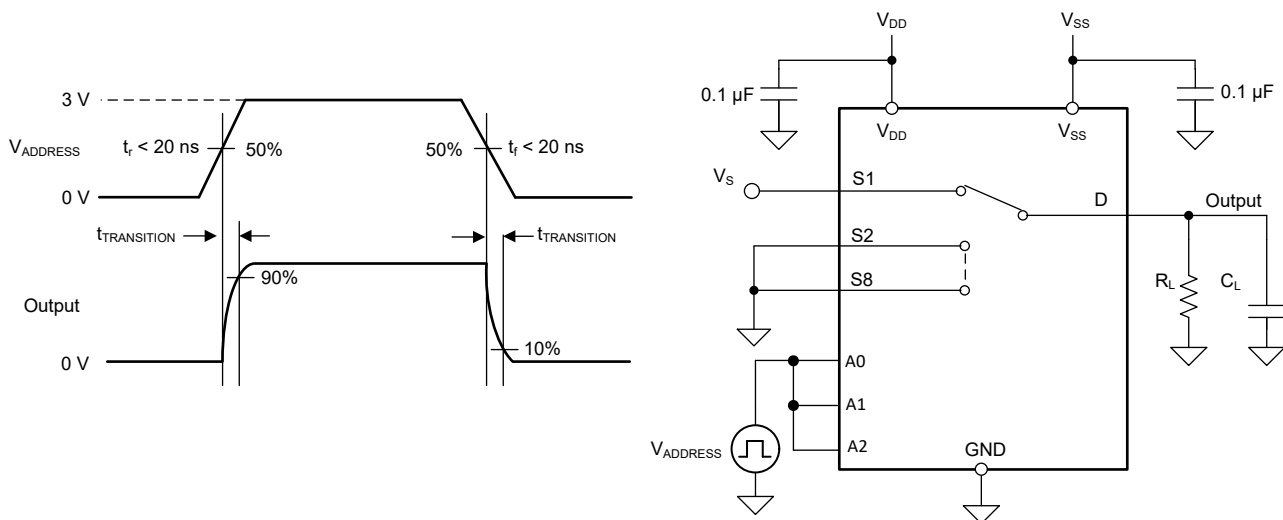 3 V
V_ADDRESS
t_r < 20 ns
50%
50%
t_f < 20 ns
0 V
t_TRANSITION
t_TRANSITION
90%
Output
10%
0 V
V_DD
V_SS
0.1 µF
0.1 µF
V_DD
V_SS
V_S
S1
D
Output
S2
S8
R_L
C_L
A0
A1
A2
V_ADDRESS
GND